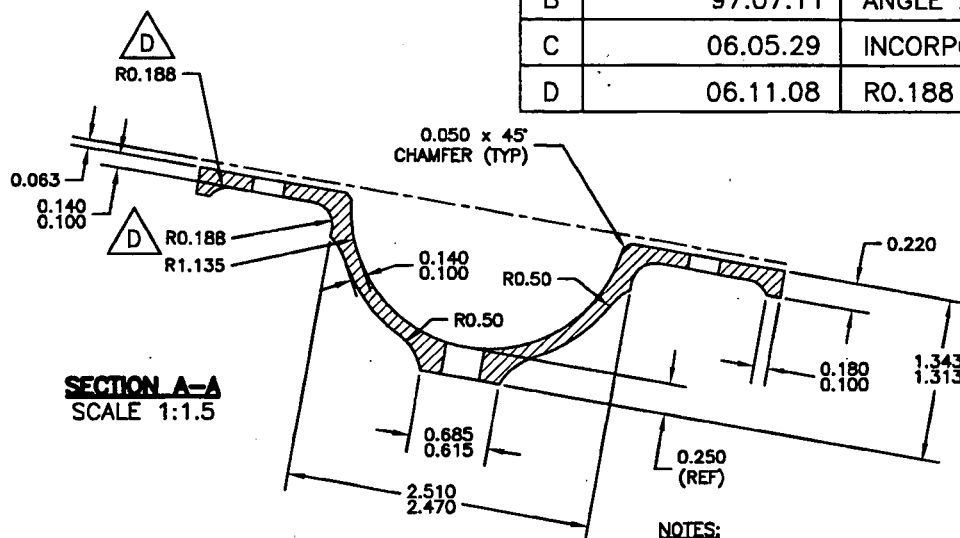 B 97.07.11 ANGLE
C 06.05.29 INCORPO
D 06.11.08 R0.188
D
R0.188
0.050 x 45°
CHAMFER (TYP)
0.063
0.140
0.100
D
R0.188
R1.135
0.140
0.100
R0.50
R0.50
0.220
0.180
0.100
1.343
1.313
SECTION A-A
SCALE 1:1.5
0.685
0.615
0.250
(REF)
2.510
2.470
NOTES: